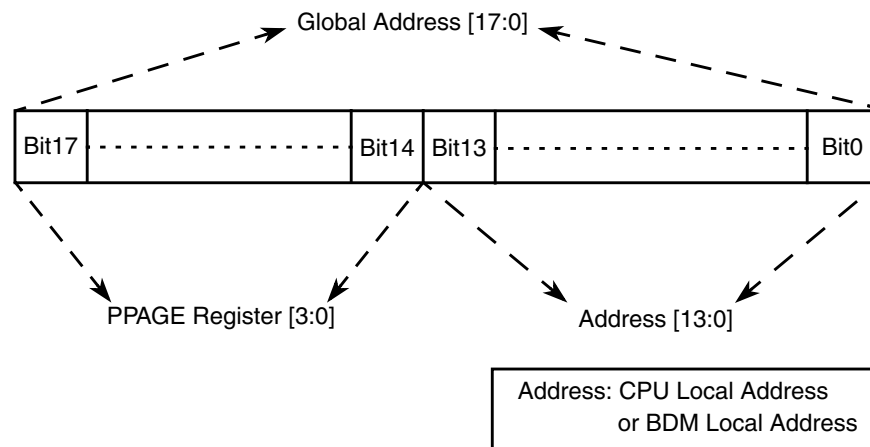 Global Address [17:0]
Bit17
Bit14
Bit13
Bit0
PPAGE Register [3:0]
Address [13:0]
Address: CPU Local Address
or BDM Local Address